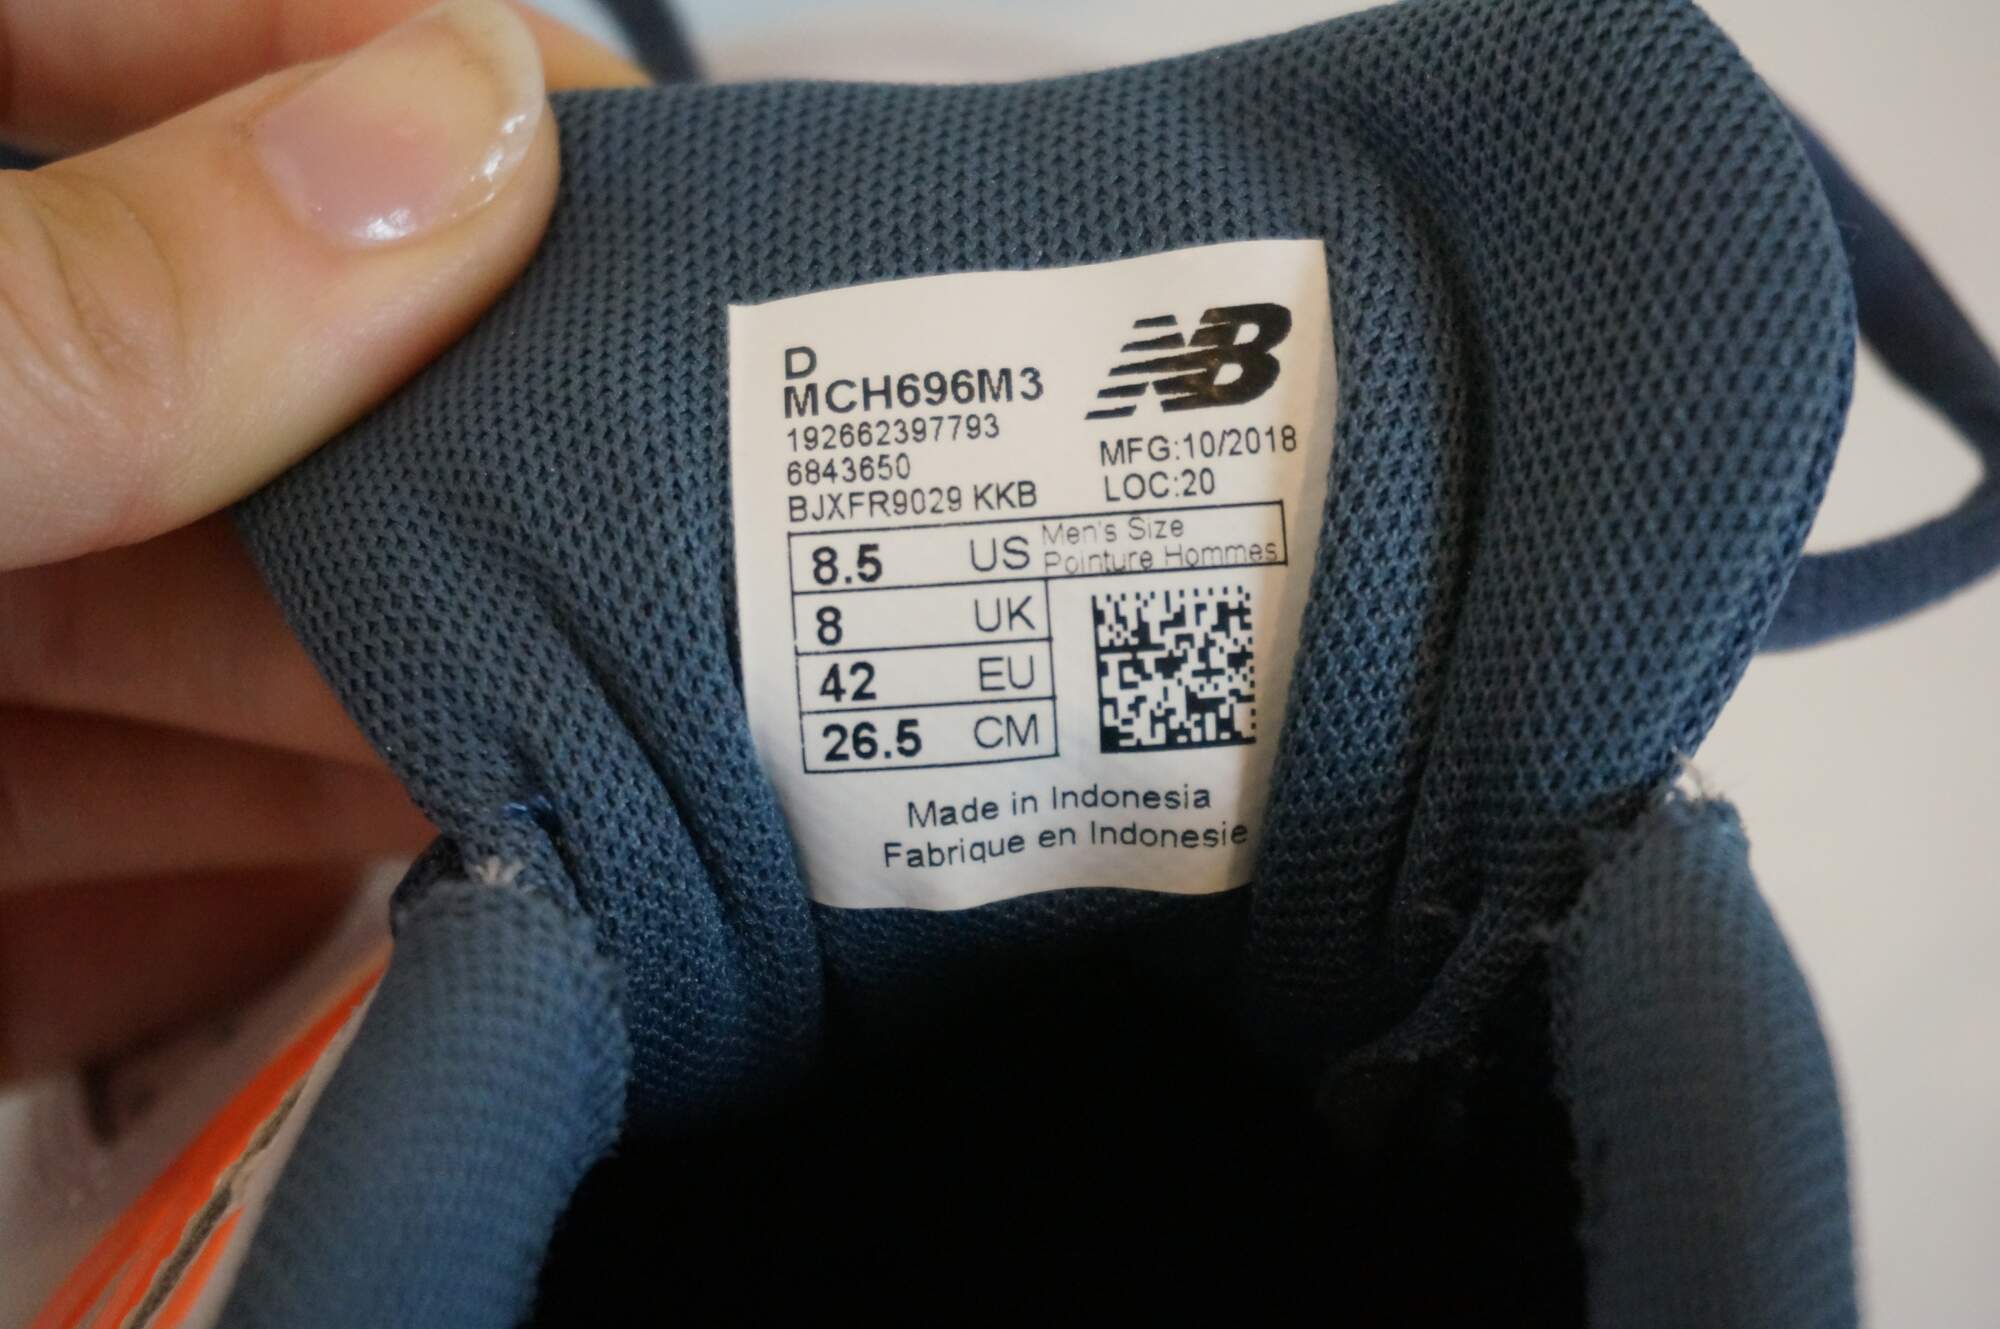 D
MCH696M3
192662397793
6843650
BJXFR9029 KKB
NB
MFG:10/2018
LOC:20
8.5 US Men's Size
Pointure Hommes
8 UK
42 EU
26.5 CM
Made in Indonesia
Fabrique en Indonesie